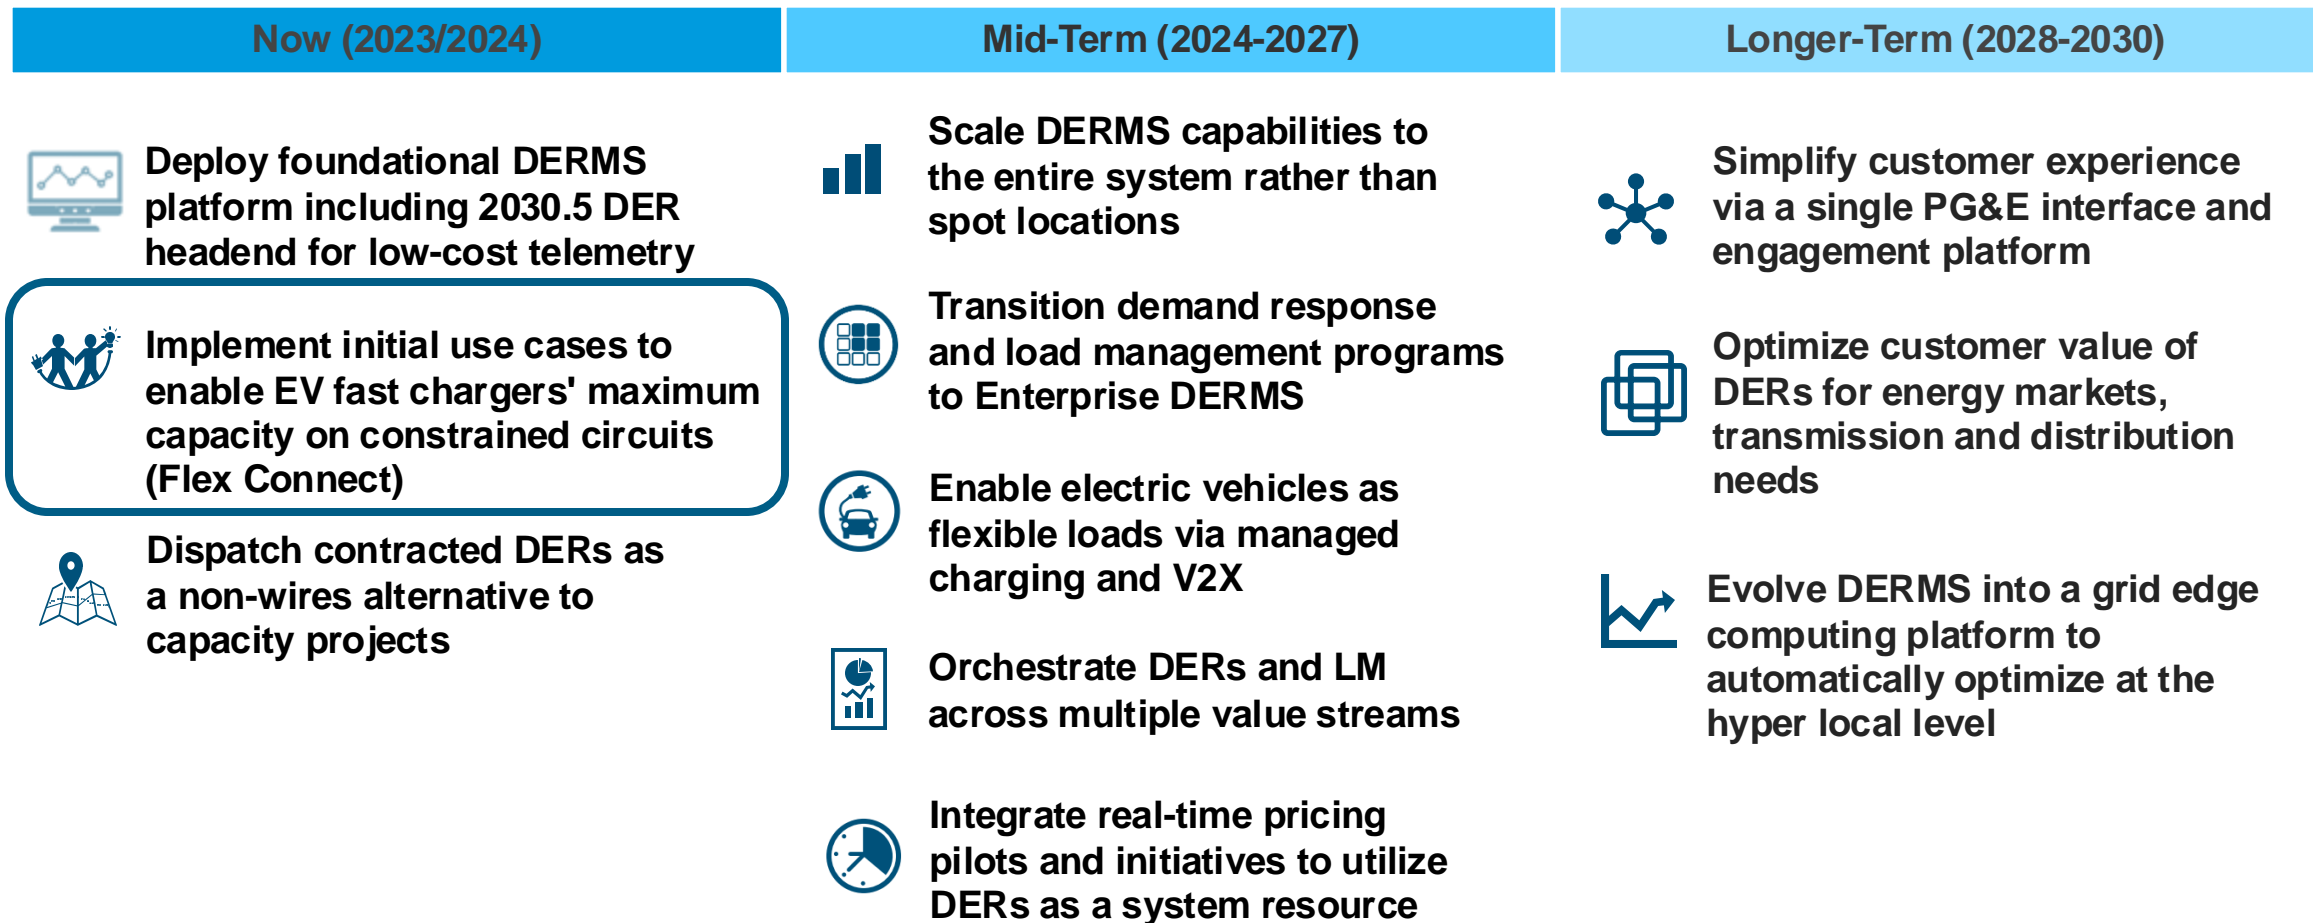 Now (2023/2024)
Deploy foundational DERMS
platform including 2030.5 DER
headend for low-cost telemetry
Implement initial use cases to
enable EV fast chargers' maximum
capacity on constrained circuits
(Flex Connect)
Dispatch contracted DERs as
a non-wires alternative to
capacity projects
Mid-Term (2024-2027)
Scale DERMS capabilities to
the entire system rather than
spot locations
Transition demand response
and load management programs
to Enterprise DERMS
Enable electric vehicles as
flexible loads via managed
charging and V2X
Orchestrate DERs and LM
across multiple value streams
Integrate real-time pricing
pilots and initiatives to utilize
DERs as a system resource
Longer-Term (2028-2030)
Simplify customer experience
via a single PG&E interface and
engagement platform
Optimize customer value of
DERs for energy markets,
transmission and distribution
needs
Evolve DERMS into a grid edge
computing platform to
automatically optimize at the
hyper local level